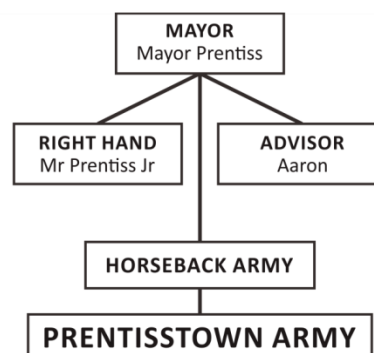 MAYOR
Mayor Prentiss
RIGHT HAND
Mr Prentiss Jr
ADVISOR
Aaron
HORSEBACK ARMY
PRENTISSTOWN ARMY